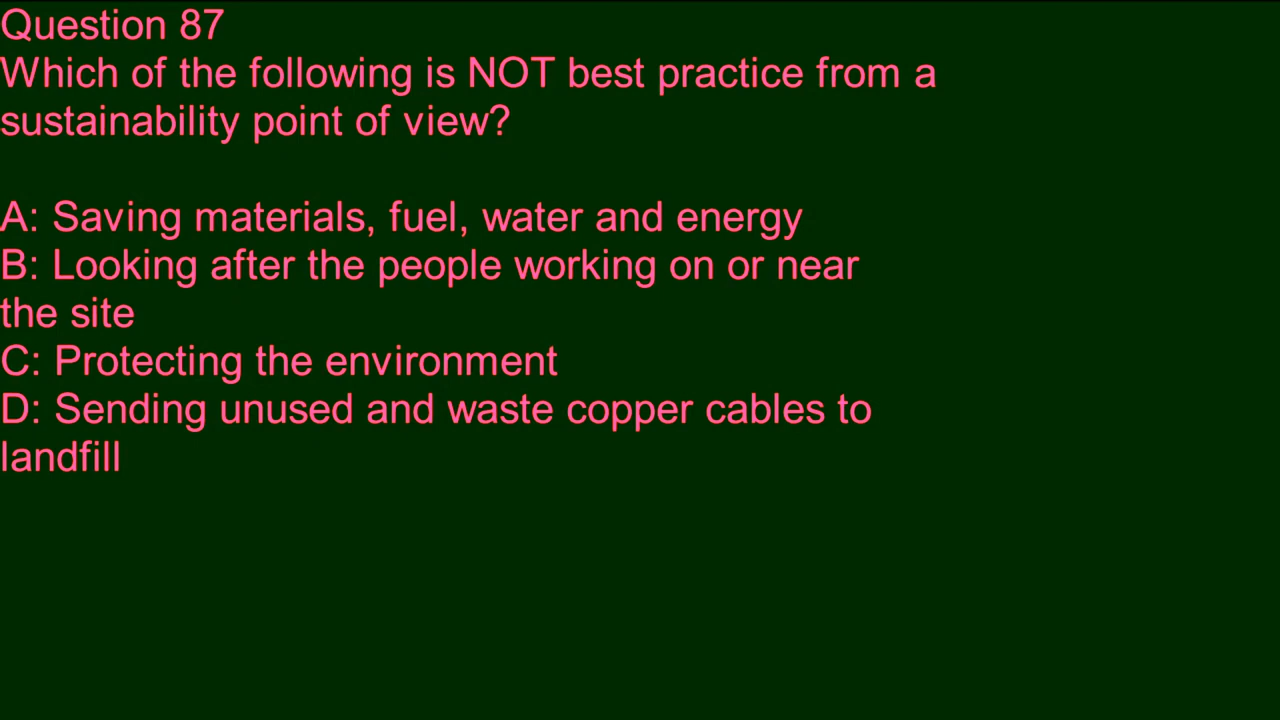 Question 87
Which of the following is NOT best practice from a
sustainability point of view?
A: Saving materials, fuel, water and energy
B: Looking after the people working on or near
the site
C: Protecting the environment
D: Sending unused and waste copper cables to
landfill